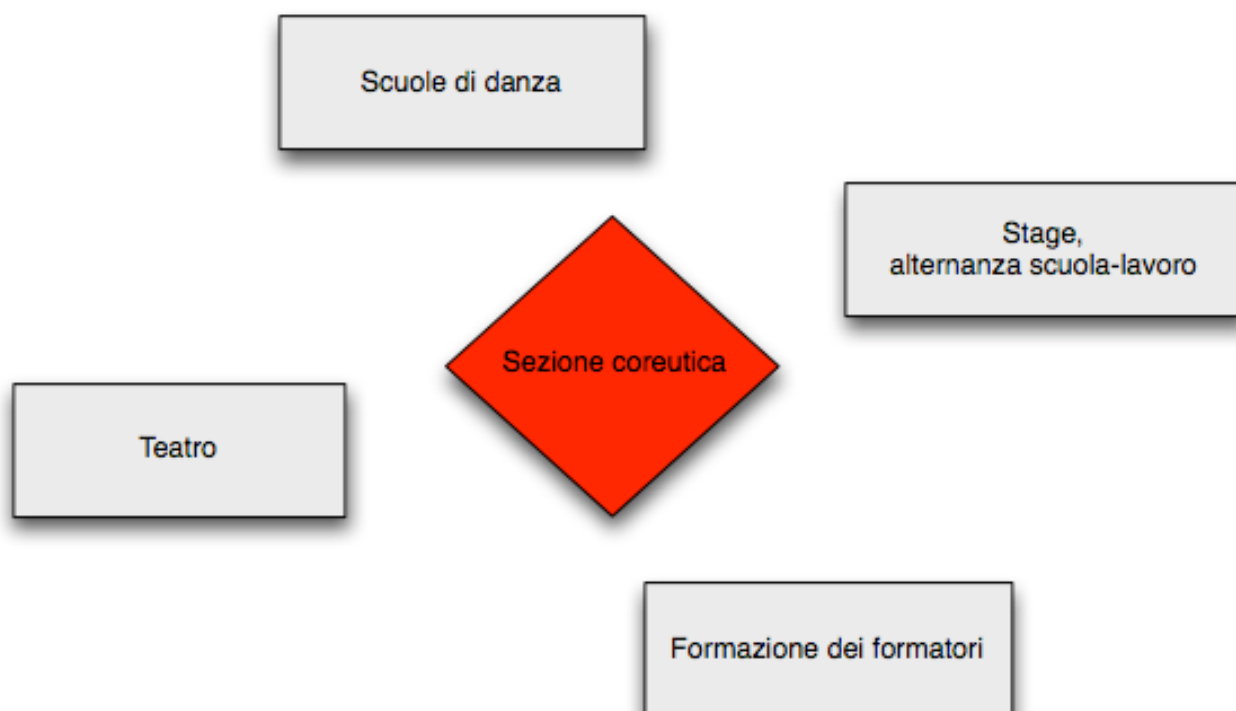 Scuole di danza
Stage,
alternanza scuola-lavoro
Sezione coreutica
Teatro
Formazione dei formatori